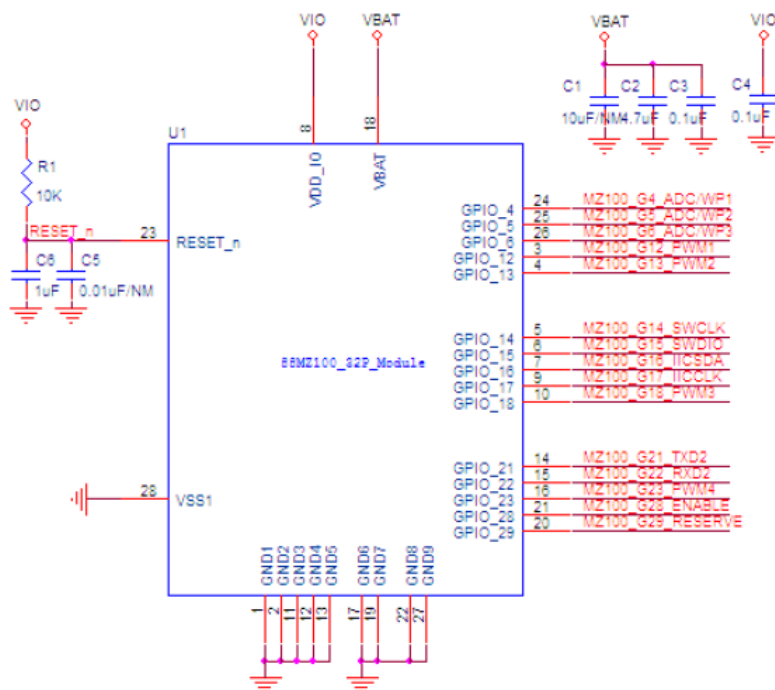 VIO VBAT
VBAT
VIO
C1 C2 C3
10uF/NM 4.7uF 0.1uF
C4
0.1uF
VIO
R1
10K
RESET_n
C6 C5
1uF 0.01uF/NM
U1
8 18
VDD_IO VBAT
23 RESET_n
88MZ100_S2P_Module
28 VSS1
GPIO_4 24 MZ100_G4_ADC/WP1
GPIO_5 25 MZ100_G5_ADC/WP2
GPIO_6 26 MZ100_G6_ADC/WP3
GPIO_12 3 MZ100_G12_PWM1
GPIO_13 4 MZ100_G13_PWM2
GPIO_14 5 MZ100_G14_SWCLK
GPIO_15 6 MZ100_G15_SWDIO
GPIO_16 7 MZ100_G16_IICSDA
GPIO_17 9 MZ100_G17_IICCLK
GPIO_18 10 MZ100_G18_PWM3
GPIO_21 14 MZ100_G21_TXD2
GPIO_22 15 MZ100_G22_RXD2
GPIO_23 16 MZ100_G23_PWM4
GPIO_28 21 MZ100_G28_ENABLE
GPIO_29 20 MZ100_G29_RESERVE
GND1 GND2 GND3 GND4 GND5 GND6 GND7 GND8 GND9
1 2 11 12 13 17 19 22 27